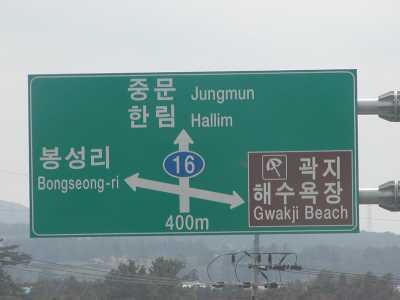 중문 Jungmun
한림 Hallim
봉성리
Bongseong-ri
16
곽지
해수욕장
Gwakji Beach
400m